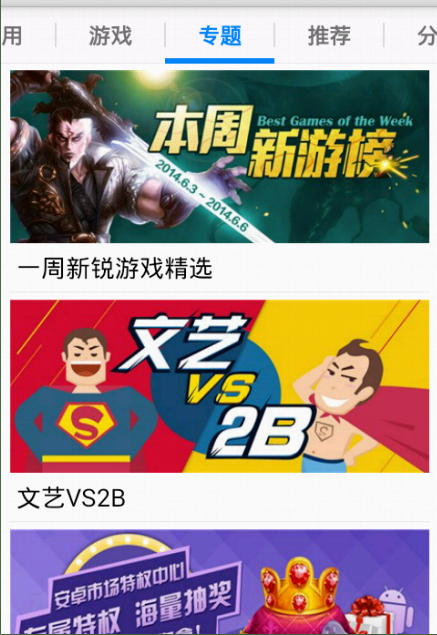 用 游戏 专题 推荐 分
本周
Best Games of the Week
新游榜
2014.6.3 ~ 2014.6.6
一周新锐游戏精选
文艺
VS
2B
S
C
文艺VS2B
安卓市场特权中心
专属特权 海量抽奖